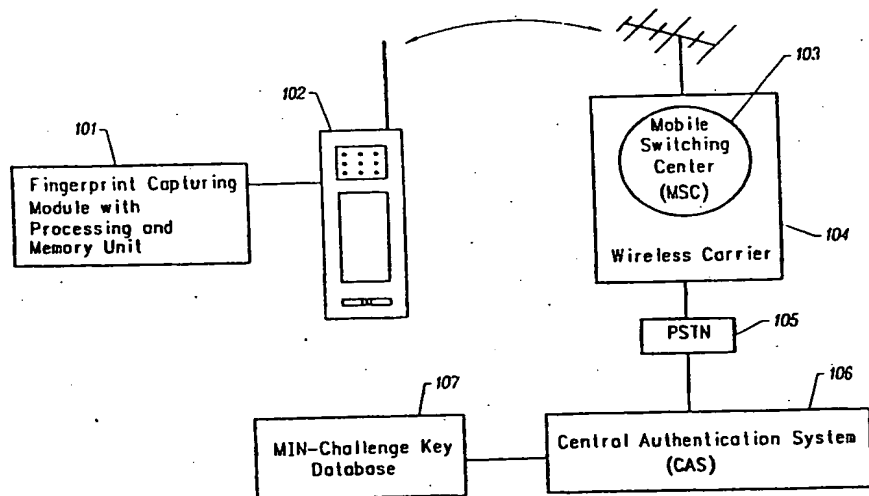 101
Fingerprint Capturing
Module with
Processing and
Memory Unit
102
103
Mobile
Switching
Center
(MSC)
Wireless Carrier
104
PSTN
105
106
Central Authentication System
(CAS)
107
MIN-Challenge Key
Database